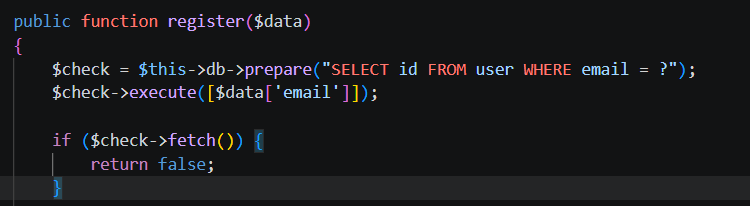 public function register($data)
{
    $check = $this->db->prepare("SELECT id FROM user WHERE email = ?");
    $check->execute([$data['email']]);

    if ($check->fetch()) {
        return false;
    }